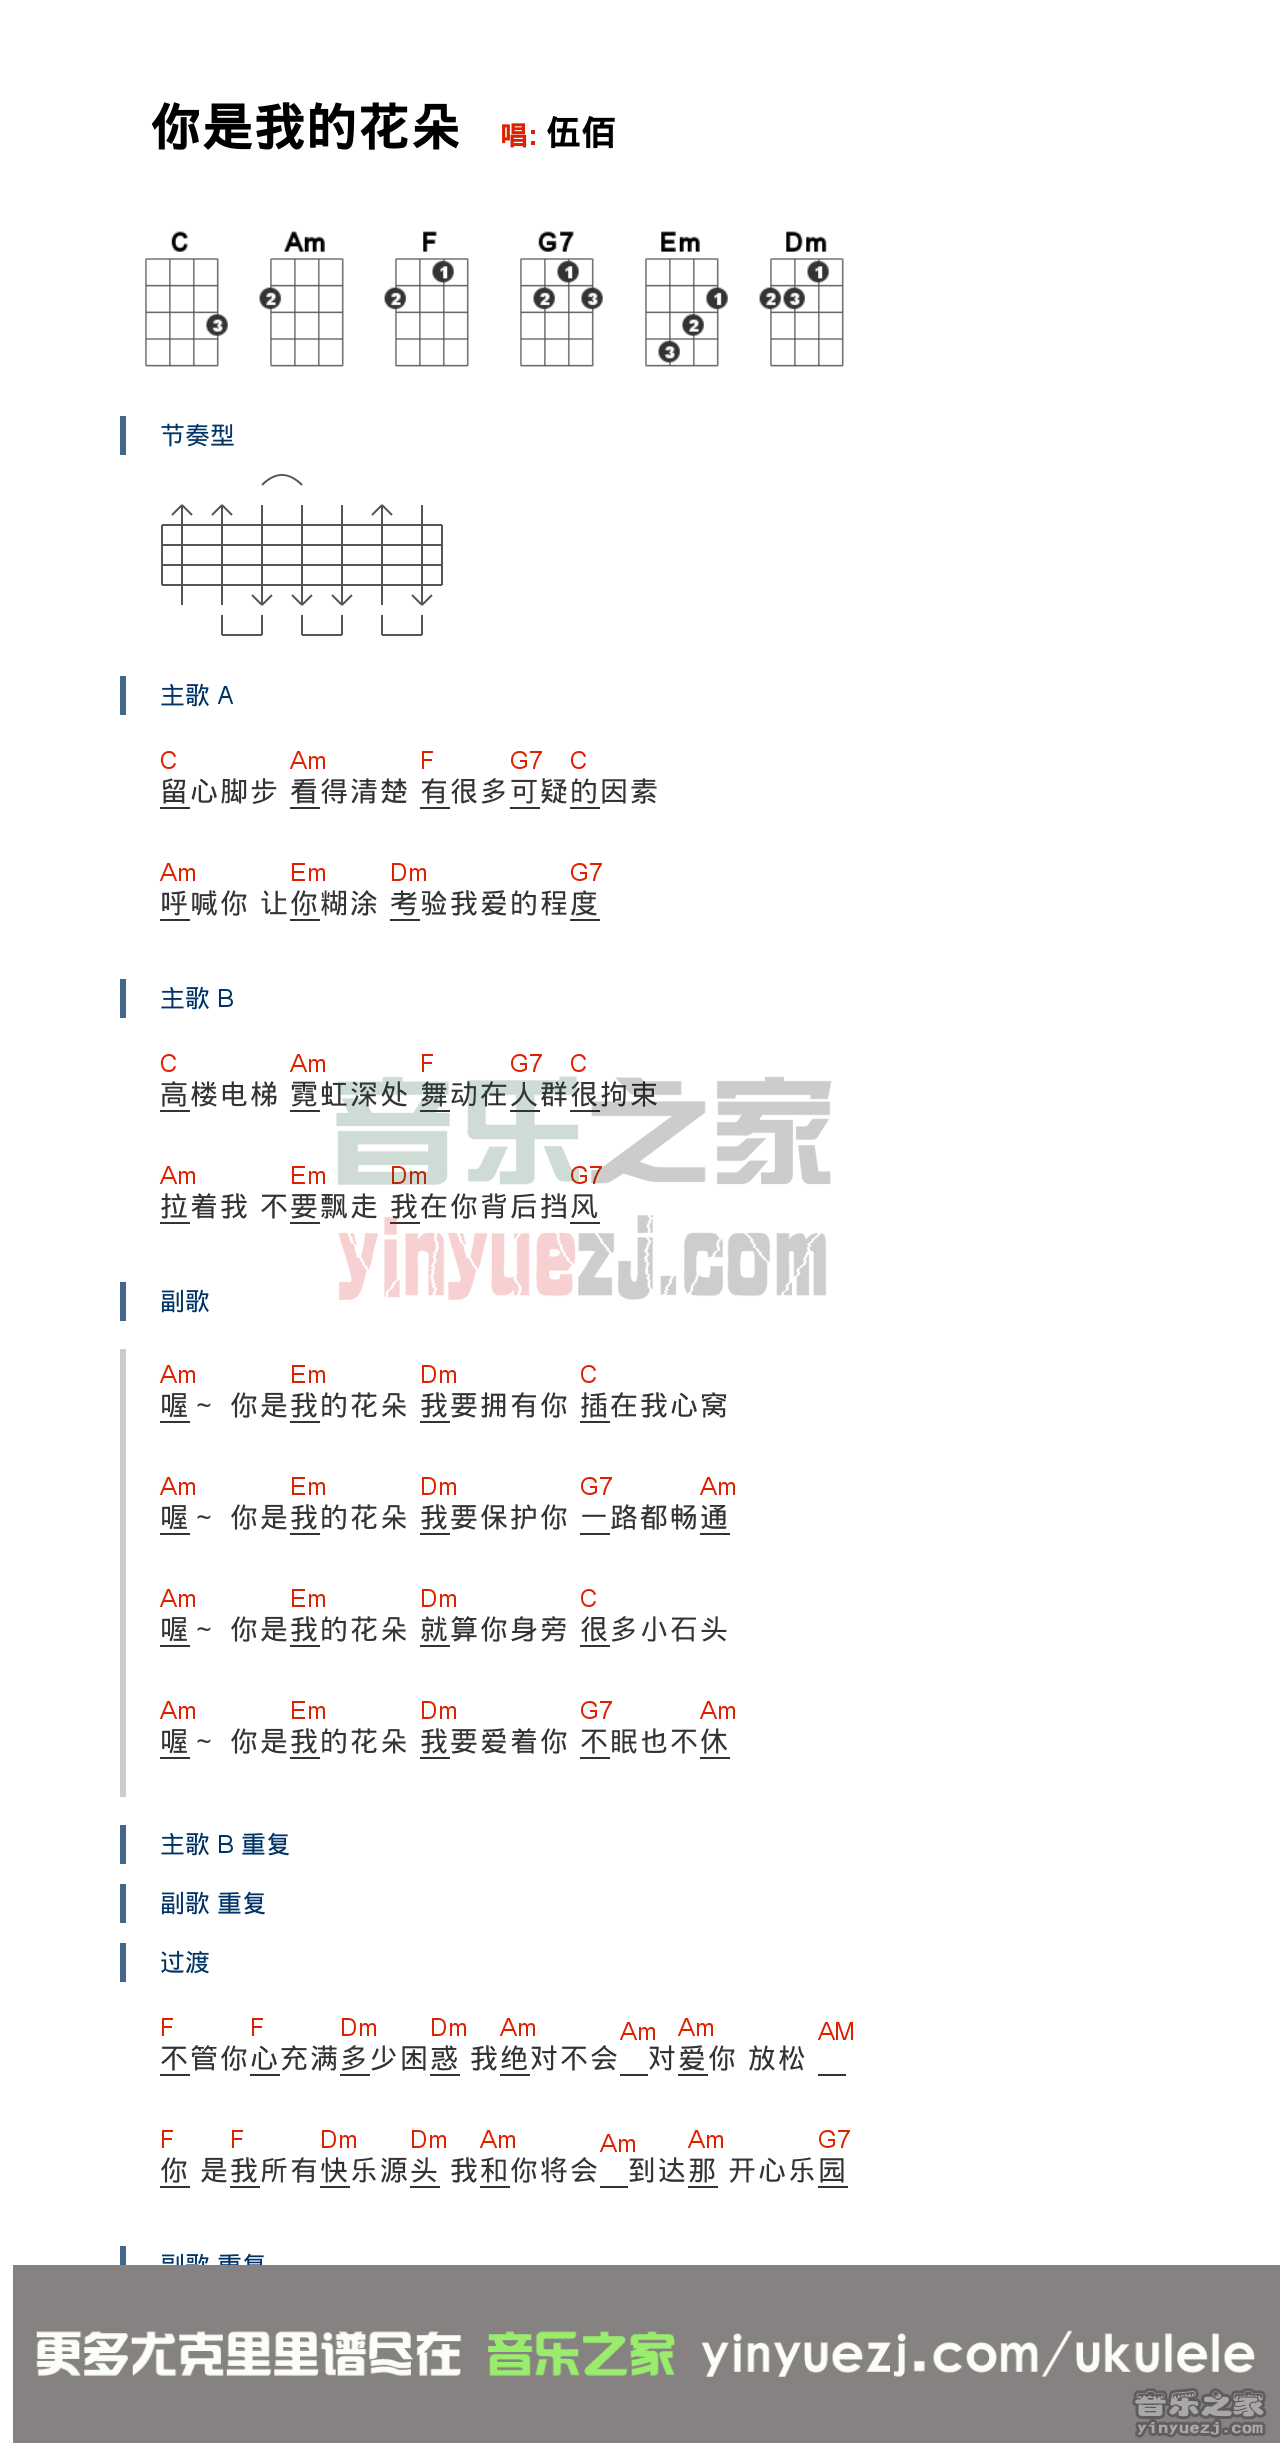 你是我的花朵 唱: 伍佰
C Am F G7 Em Dm
3 2 1 2 1 2 3 1 2 3 1 2 3
节奏型
主歌 A
C Am F G7 C
留心脚步 看得清楚 有很多可疑的因素
Am Em Dm G7
呼喊你 让你糊涂 考验我爱的程度
主歌 B
C Am F G7 C
高楼电梯 霓虹深处 舞动在人群很拘束
音乐之家
Am Em Dm G7
拉着我 不要飘走 我在你背后挡风
yinyuezj.com
副歌
Am Em Dm C
喔~ 你是我的花朵 我要拥有你 插在我心窝
Am Em Dm G7 Am
喔~ 你是我的花朵 我要保护你 一路都畅通
Am Em Dm C
喔~ 你是我的花朵 就算你身旁 很多小石头
Am Em Dm G7 Am
喔~ 你是我的花朵 我要爱着你 不眠也不休
主歌 B 重复
副歌 重复
过渡
F F Dm Dm Am Am Am AM
不管你心充满多少困惑 我绝对不会__对爱你 放松 __
F F Dm Dm Am Am Am G7
你 是我所有快乐源头 我和你将会__到达那 开心乐园
副歌 重复
更多尤克里里谱尽在 音乐之家 yinyuezj.com/ukulele
音乐之家
yinyuezj.com